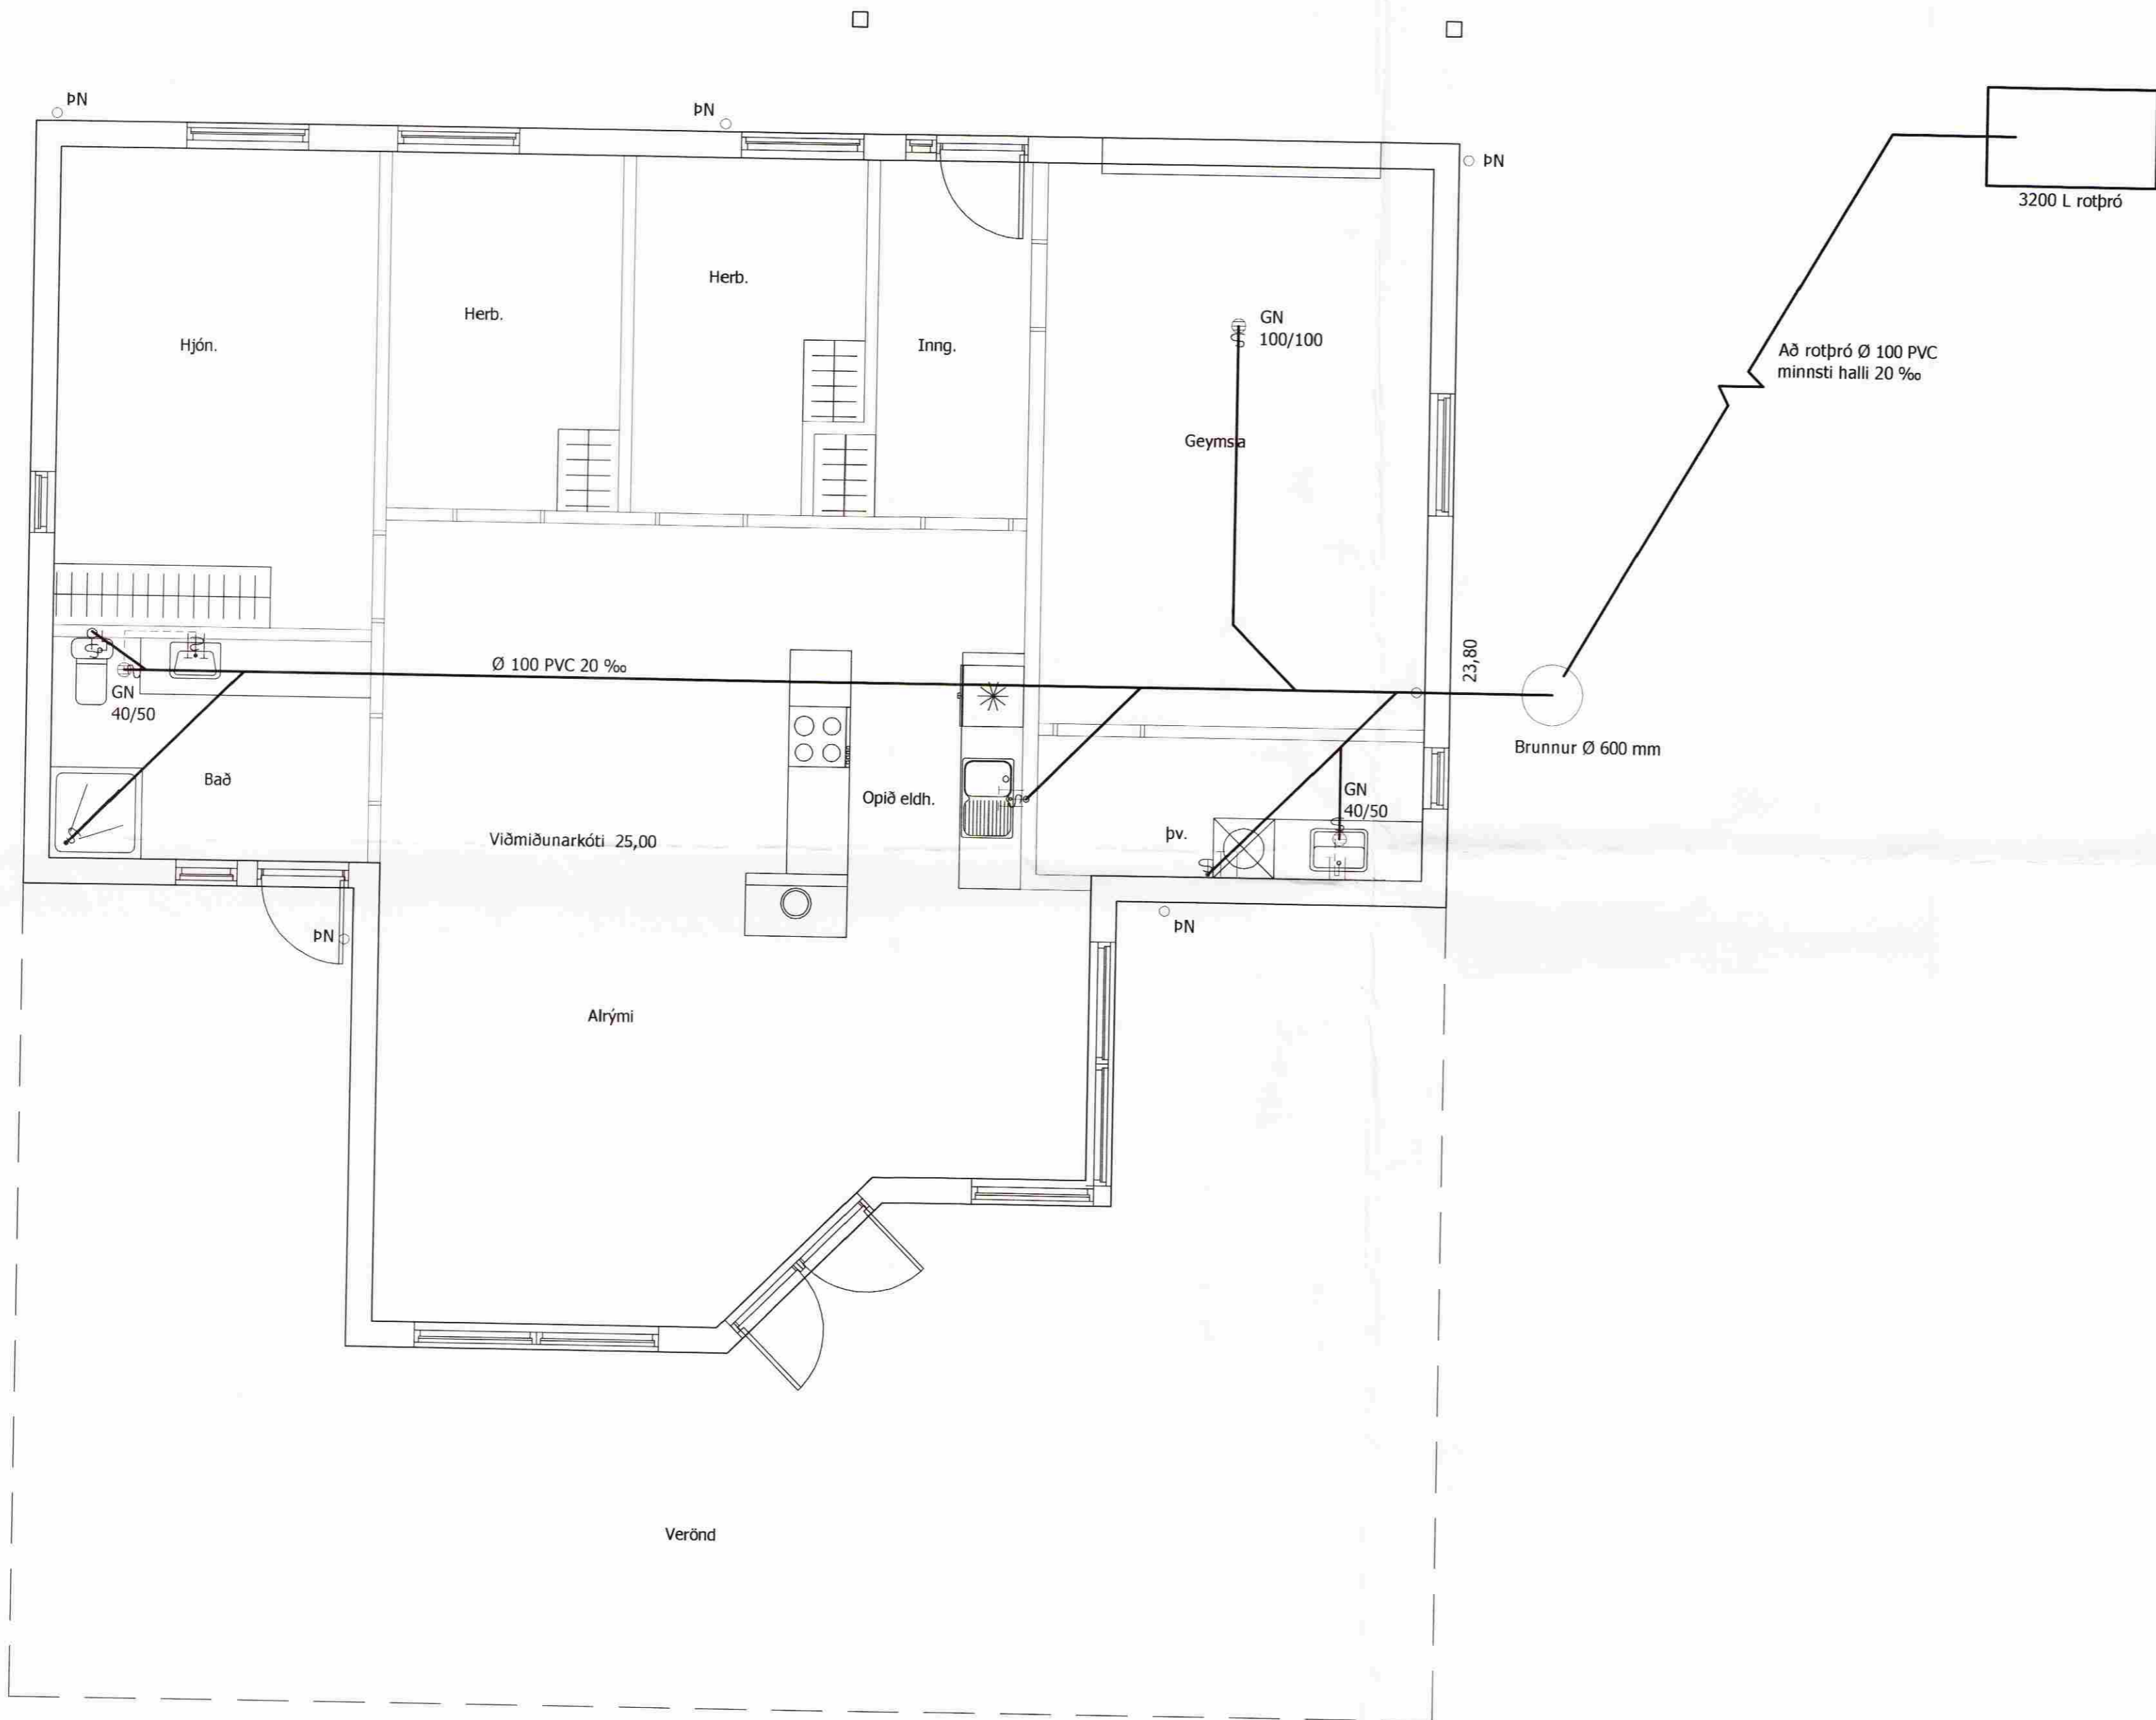 ÞN
ÞN
ÞN
3200 L rotþró
Herb.
Herb.
GN
100/100
Hjón.
Inng.
Að rotþró Ø 100 PVC
minnsti halli 20 ‰
Geymsla
23,80
Ø 100 PVC 20 ‰
GN
40/50
Brunnur Ø 600 mm
Bað
Opið eldh.
GN
40/50
Viðmiðunarkóti 25,00
þv.
ÞN
ÞN
Alrými
Verönd